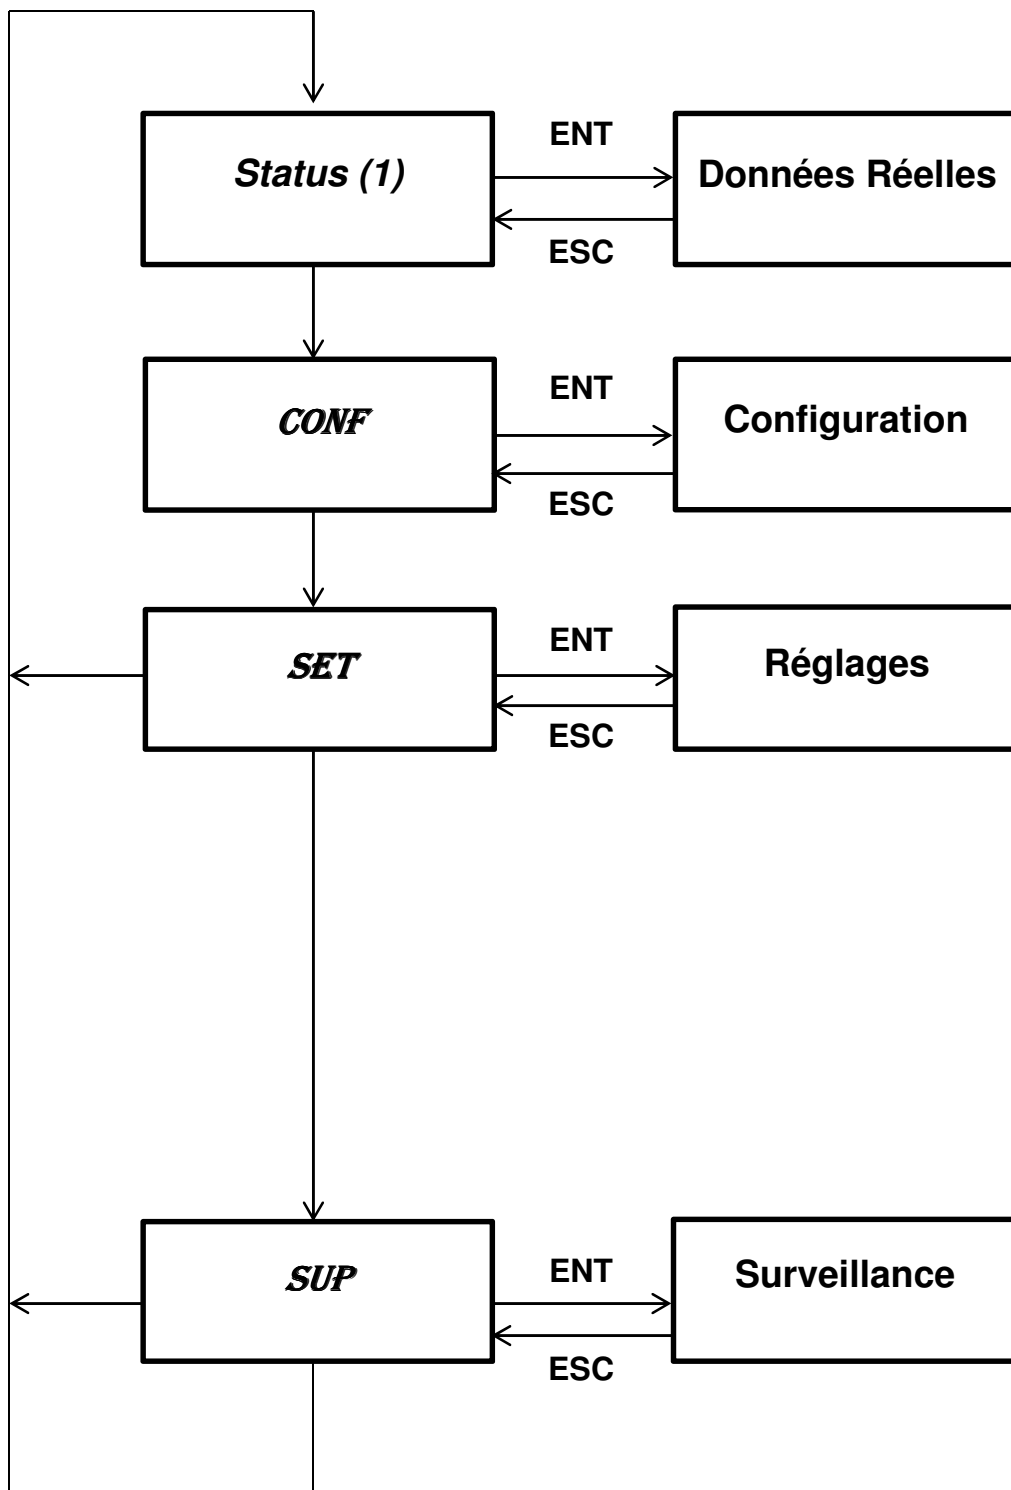 ENT
Status (1)
Données Réelles
ESC
ENT
CONF
Configuration
ESC
ENT
SET
Réglages
ESC
ENT
SUP
Surveillance
ESC